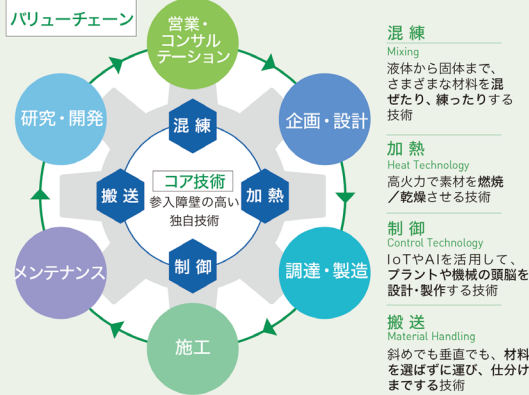 バリューチェーン
営業・
コンサル
テーション
企画・設計
調達・製造
施工
メンテナンス
研究・開発
混練
加熱
制御
搬送
コア技術
参入障壁の高い
独自技術
混練
Mixing
液体から固体まで、
さまざまな材料を混
ぜたり、練ったりする
技術
加熱
Heat Technology
高火力で素材を燃焼
／乾燥させる技術
制御
Control Technology
IoTやAIを活用して、
プラントや機械の頭脳を
設計・製作する技術
搬送
Material Handling
斜めでも垂直でも、材料
を選ばずに運び、仕分け
までする技術